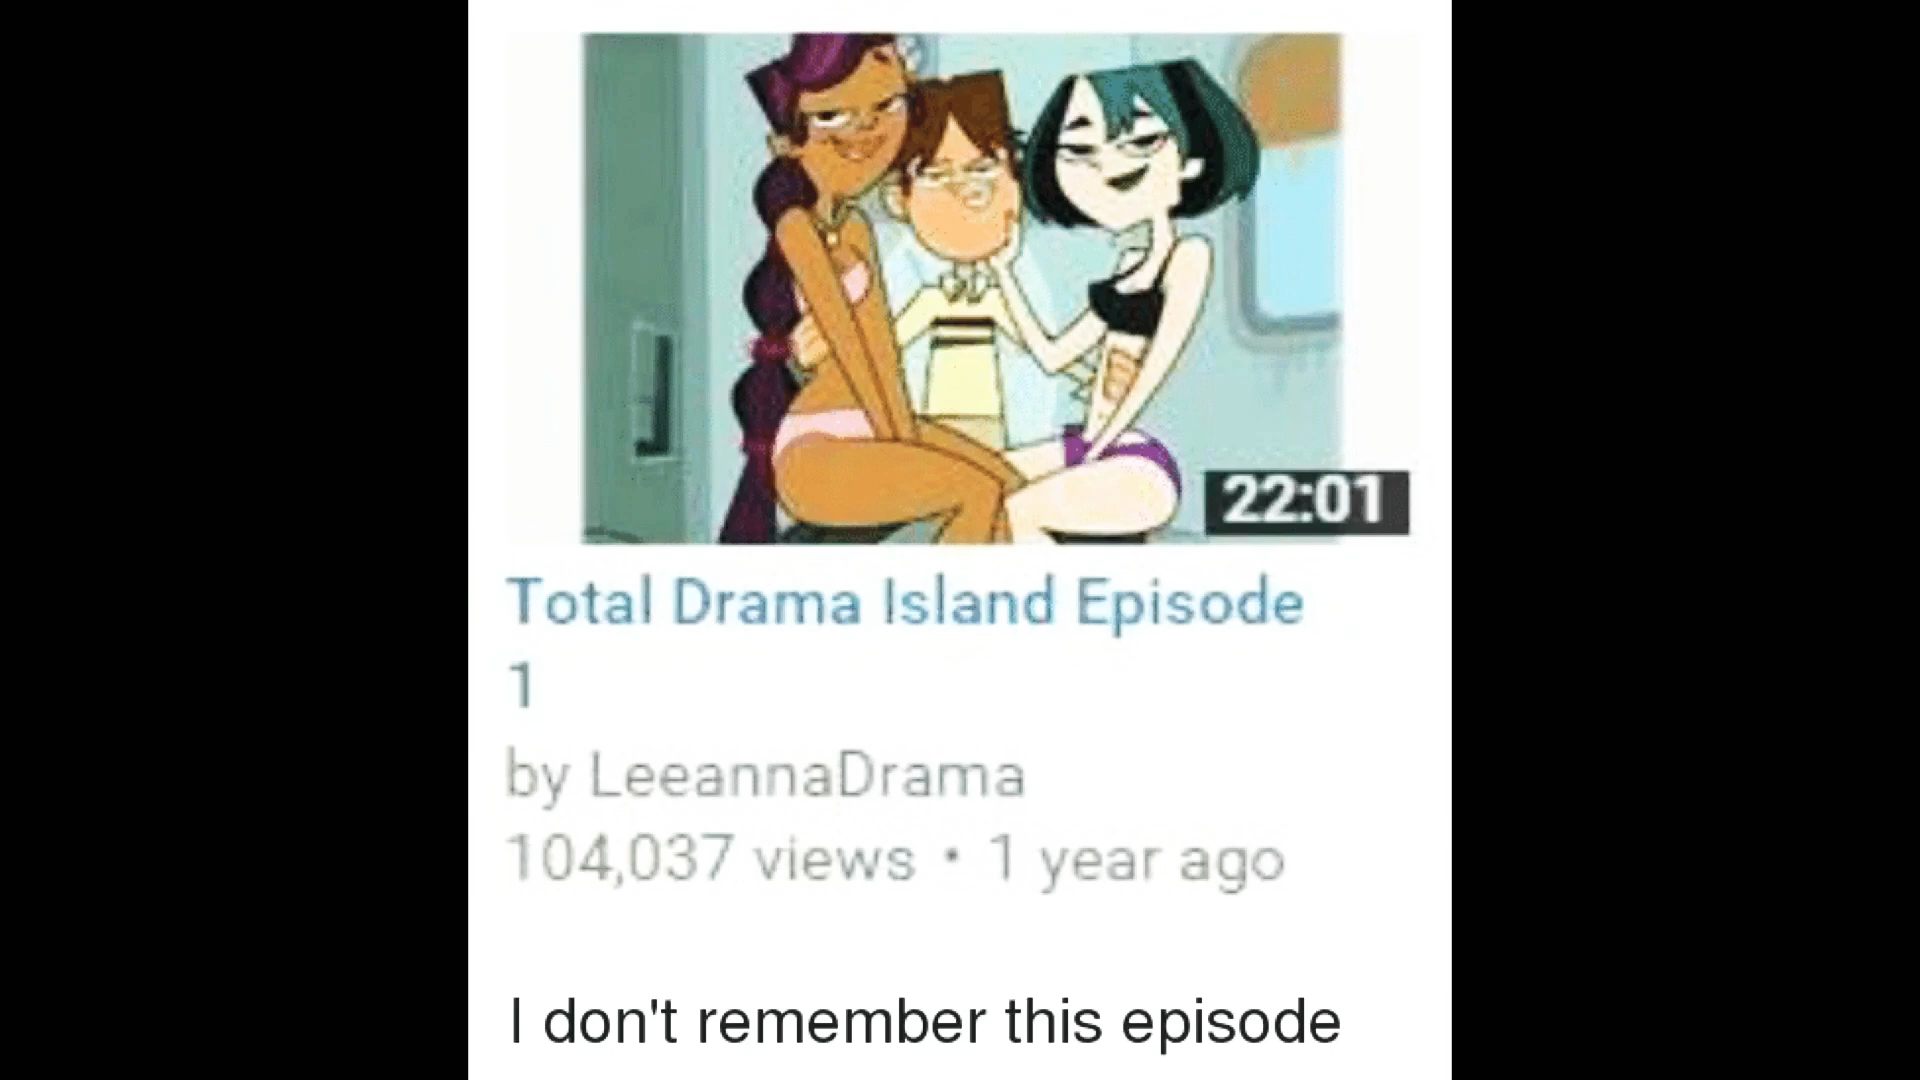 22:01
Total Drama Island Episode
1
by LeeannaDrama
104,037 views • 1 year ago
I don't remember this episode